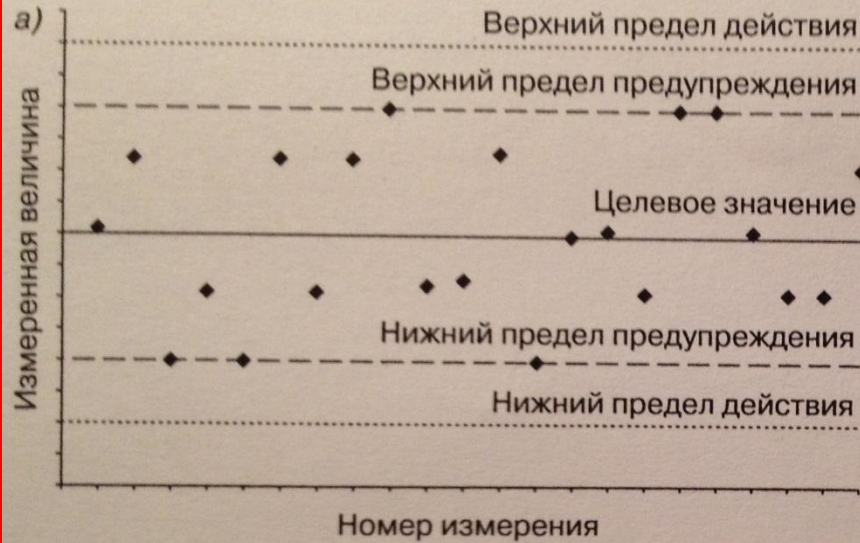 а)
Верхний предел действия
Верхний предел предупреждения
Измеренная величина
Целевое значение
Нижний предел предупреждения
Нижний предел действия
Номер измерения